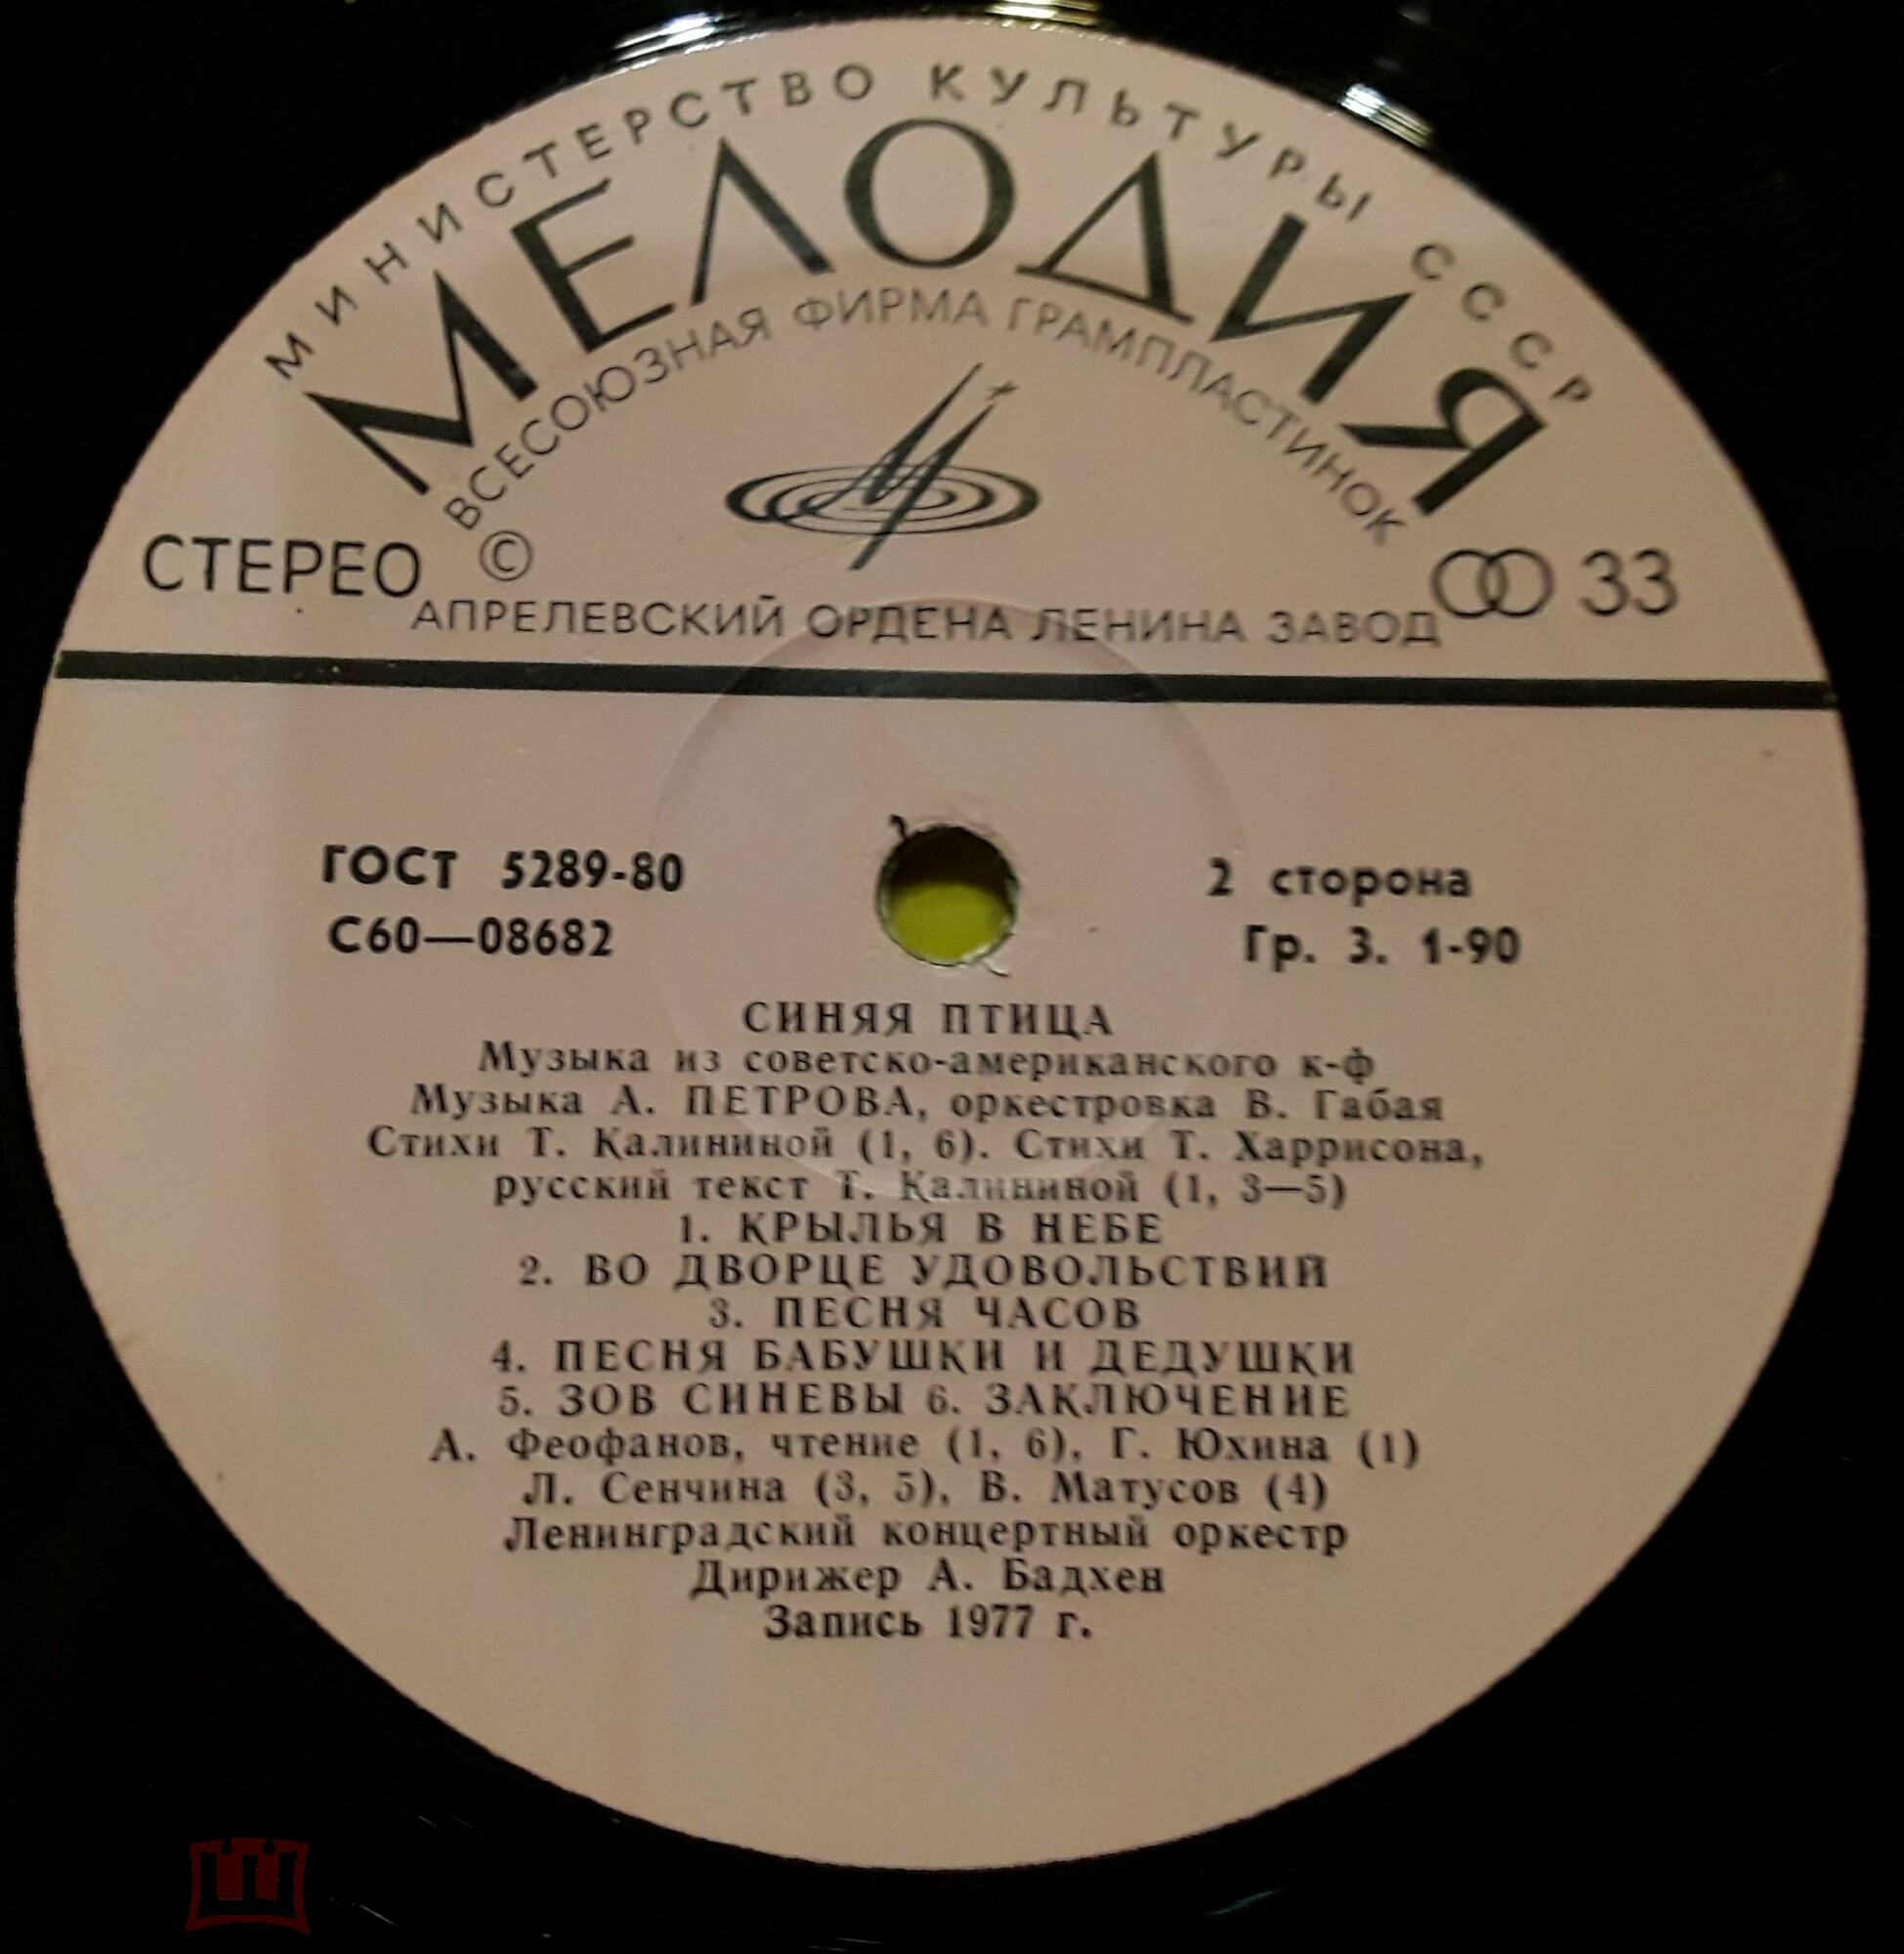 МИНИСТЕРСТВО КУЛЬТУРЫ СССР
МЕЛОДИЯ
ВСЕСОЮЗНАЯ ФИРМА ГРАМПЛАСТИНОК
СТЕРЕО © 33
АПРЕЛЕВСКИЙ ОРДЕНА ЛЕНИНА ЗАВОД
ГОСТ 5289-80 2 сторона
С60—08682 Гр. 3. 1-90
СИНЯЯ ПТИЦА
Музыка из советско-американского к-ф
Музыка А. ПЕТРОВА, оркестровка В. Габая
Стихи Т. Калининой (1, 6). Стихи Т. Харрисона,
русский текст Т. Калининой (1, 3—5)
1. КРЫЛЬЯ В НЕБЕ
2. ВО ДВОРЦЕ УДОВОЛЬСТВИЙ
3. ПЕСНЯ ЧАСОВ
4. ПЕСНЯ БАБУШКИ И ДЕДУШКИ
5. ЗОВ СИНЕВЫ 6. ЗАКЛЮЧЕНИЕ
А. Феофанов, чтение (1, 6), Г. Юхина (1)
Л. Сенчина (3, 5), В. Матусов (4)
Ленинградский концертный оркестр
Дирижер А. Бадхен
Запись 1977 г.